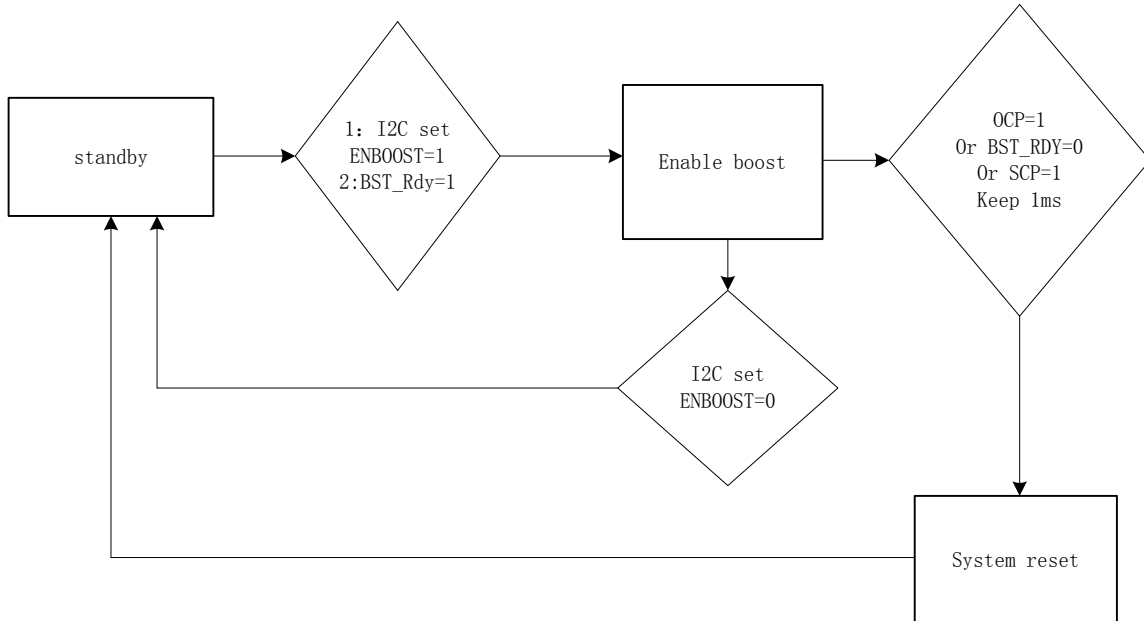 standby
1: I2C set
ENBOOST=1
2:BST_Rdy=1
Enable boost
OCP=1
Or BST_RDY=0
Or SCP=1
Keep 1ms
I2C set
ENBOOST=0
System reset